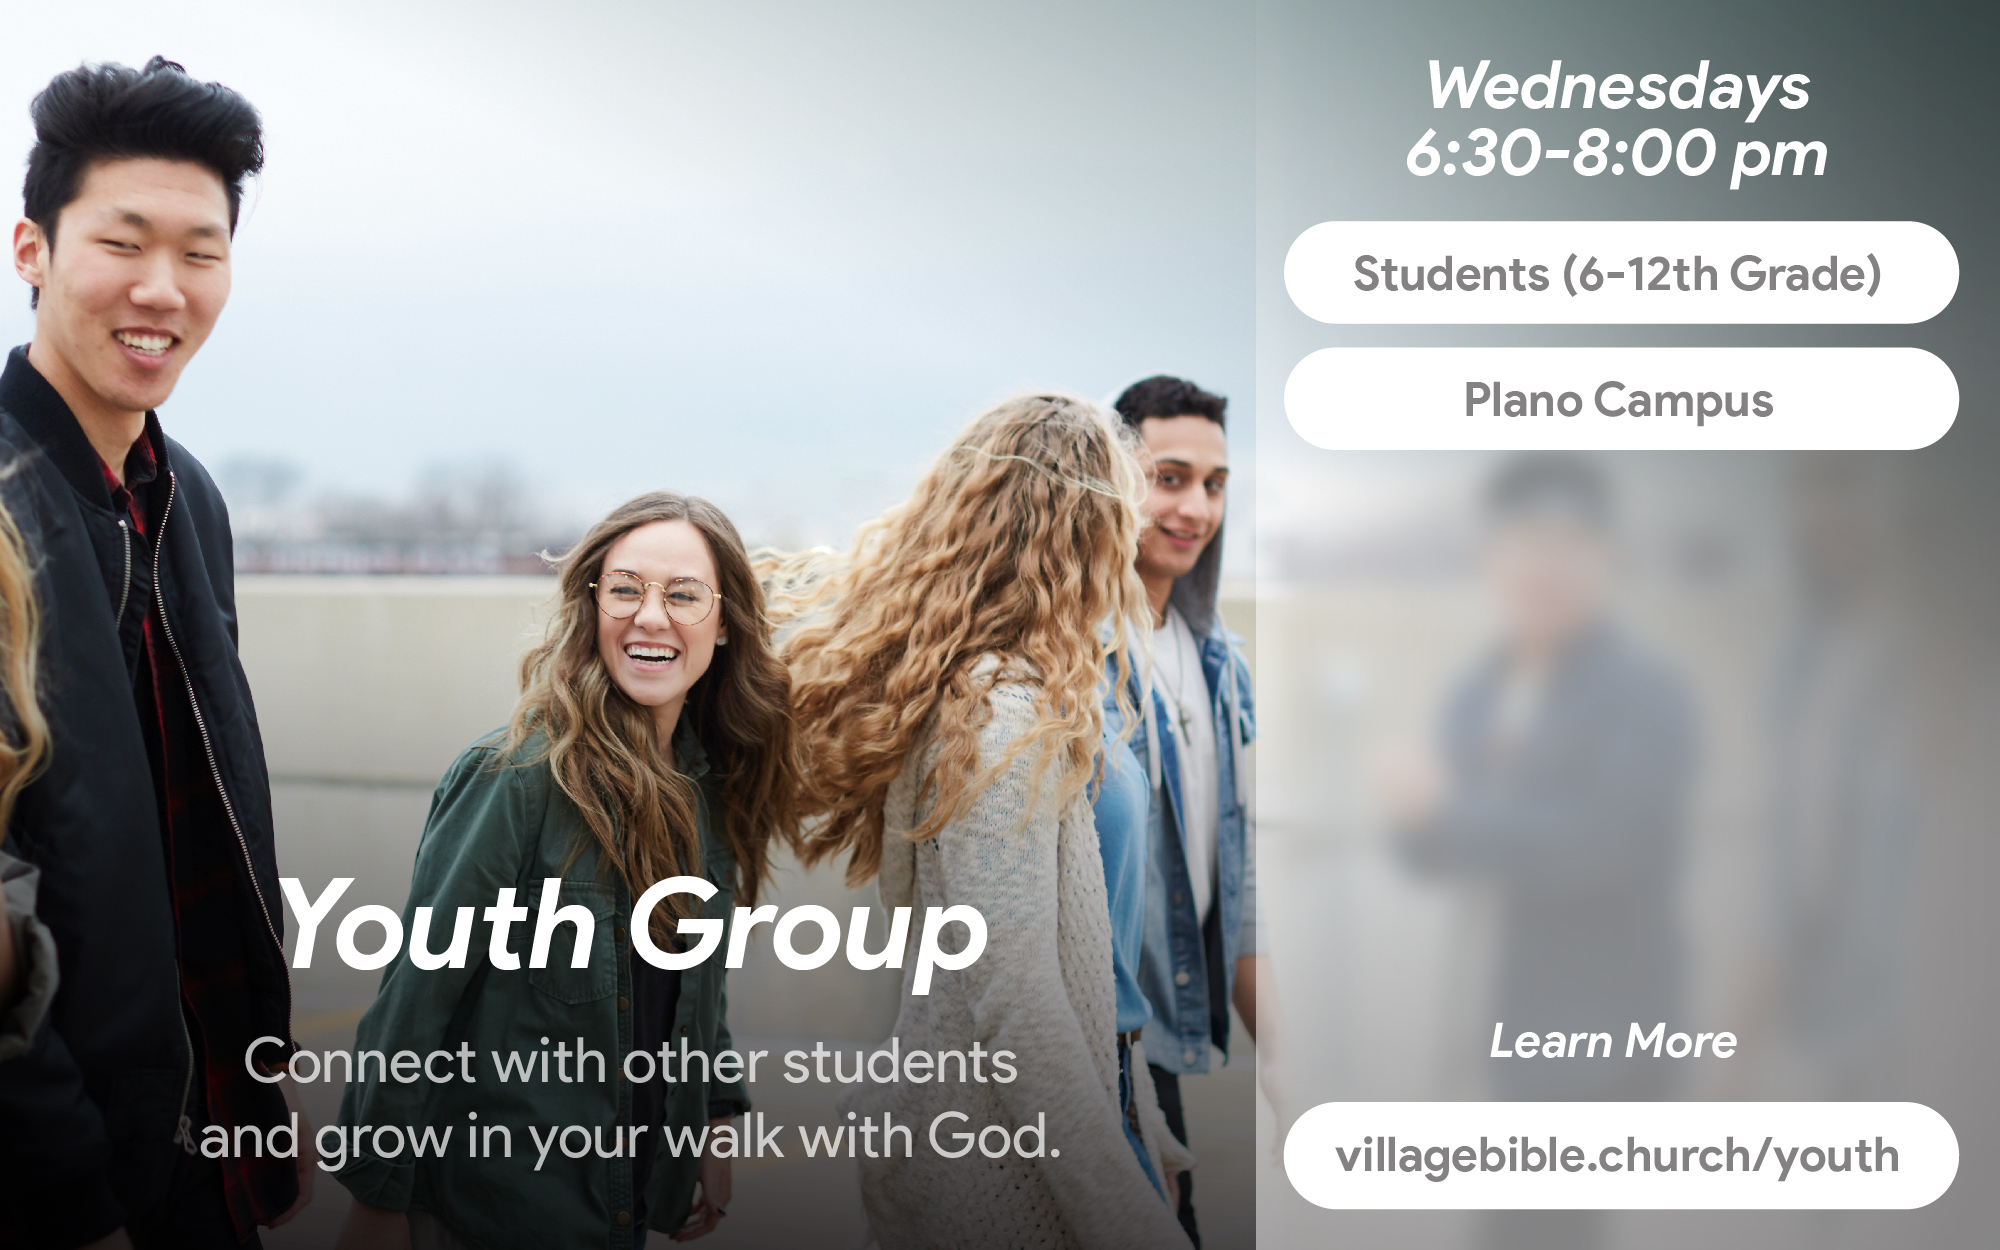 Wednesdays
6:30-8:00 pm
Students (6-12th Grade)
Plano Campus
Youth Group
Connect with other students
and grow in your walk with God.
Learn More
villagebible.church/youth